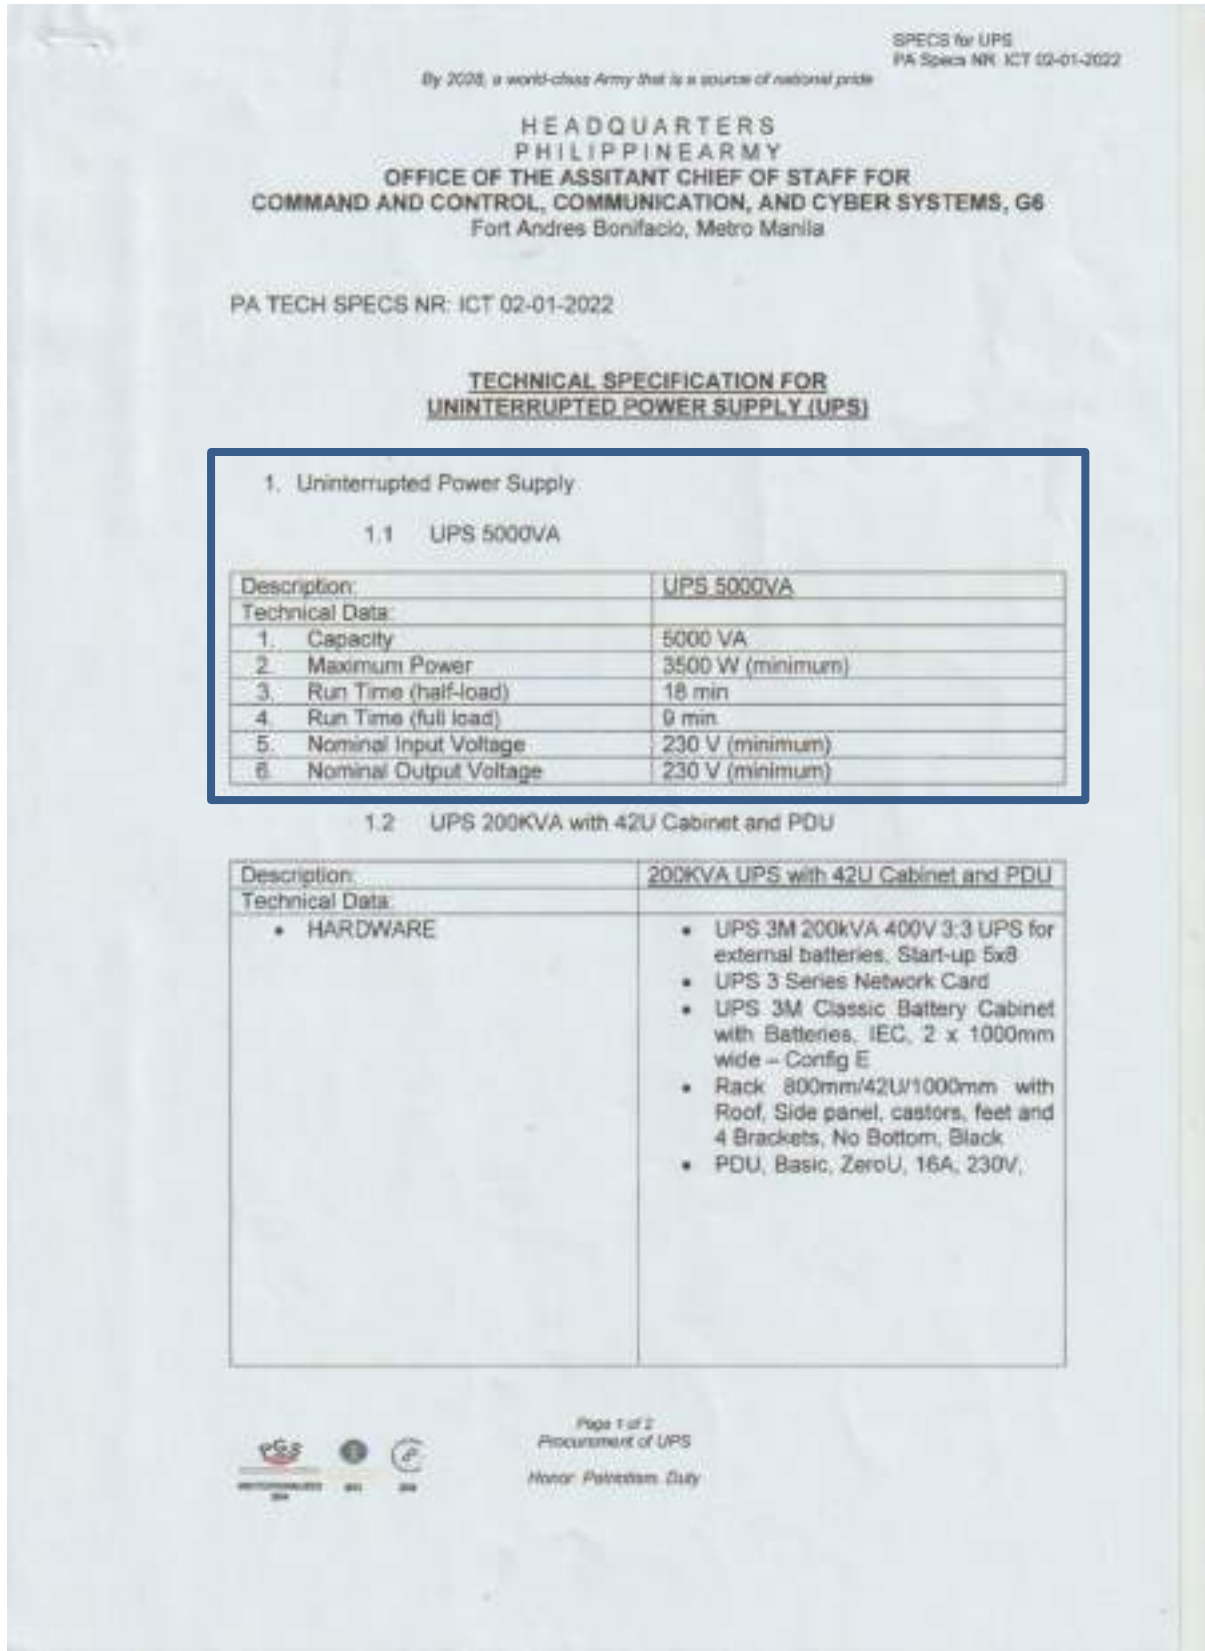 SPECS for UPS
PA Specs NR: ICT 02-01-2022
By 2028, a world-class Army that is a source of national pride
HEADQUARTERS
PHILIPPINEARMY
OFFICE OF THE ASSITANT CHIEF OF STAFF FOR
COMMAND AND CONTROL, COMMUNICATION, AND CYBER SYSTEMS, G6
Fort Andres Bonifacio, Metro Manila
PA TECH SPECS NR: ICT 02-01-2022
TECHNICAL SPECIFICATION FOR
UNINTERRUPTED POWER SUPPLY (UPS)
1. Uninterrupted Power Supply
1.1 UPS 5000VA
Description: UPS 5000VA
Technical Data:
1. Capacity 5000 VA
2. Maximum Power 3500 W (minimum)
3. Run Time (half-load) 18 min
4. Run Time (full load) 9 min
5. Nominal Input Voltage 230 V (minimum)
6. Nominal Output Voltage 230 V (minimum)
1.2 UPS 200KVA with 42U Cabinet and PDU
Description: 200KVA UPS with 42U Cabinet and PDU
Technical Data:
• HARDWARE • UPS 3M 200kVA 400V 3:3 UPS for
external batteries, Start-up 5x8
• UPS 3 Series Network Card
• UPS 3M Classic Battery Cabinet
with Batteries, IEC, 2 x 1000mm
wide – Config E
• Rack 800mm/42U/1000mm with
Roof, Side panel, castors, feet and
4 Brackets, No Bottom, Black
• PDU, Basic, ZeroU, 16A, 230V,
Page 1 of 2
Procurement of UPS
PGS
Honor. Patriotism. Duty